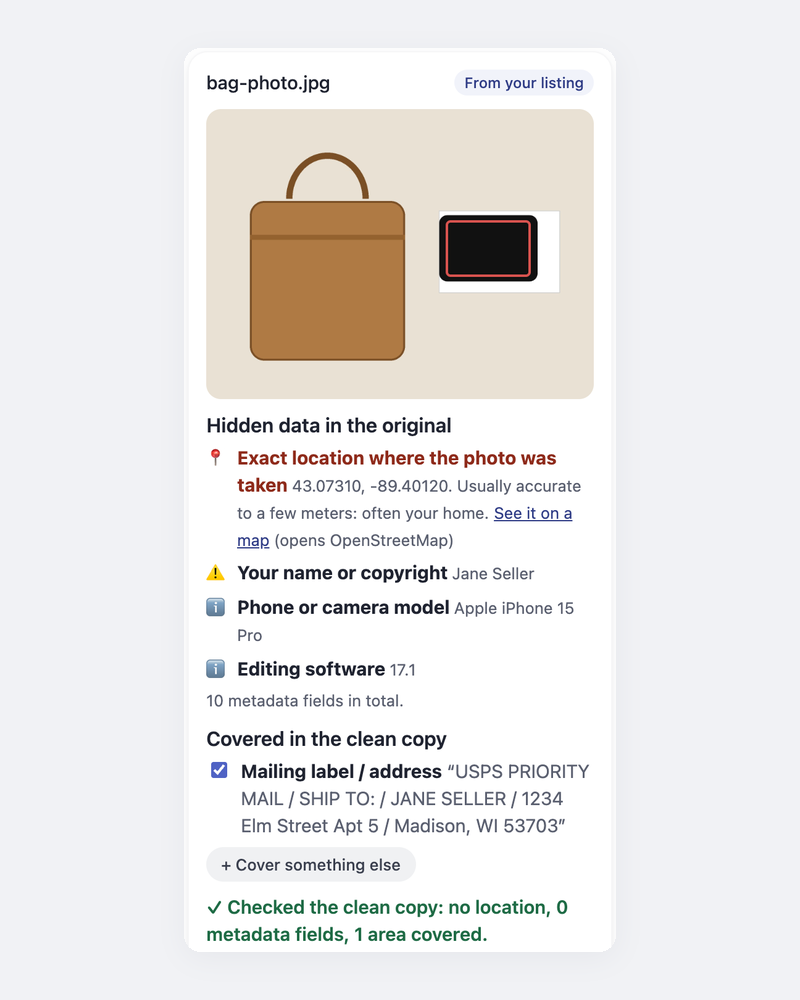 bag-photo.jpg
From your listing
Hidden data in the original
Exact location where the photo was
taken 43.07310, -89.40120. Usually accurate
to a few meters: often your home. See it on a
map (opens OpenStreetMap)
Your name or copyright Jane Seller
Phone or camera model Apple iPhone 15
Pro
Editing software 17.1
10 metadata fields in total.
Covered in the clean copy
Mailing label / address “USPS PRIORITY
MAIL / SHIP TO: / JANE SELLER / 1234
Elm Street Apt 5 / Madison, WI 53703”
+ Cover something else
✓ Checked the clean copy: no location, 0
metadata fields, 1 area covered.